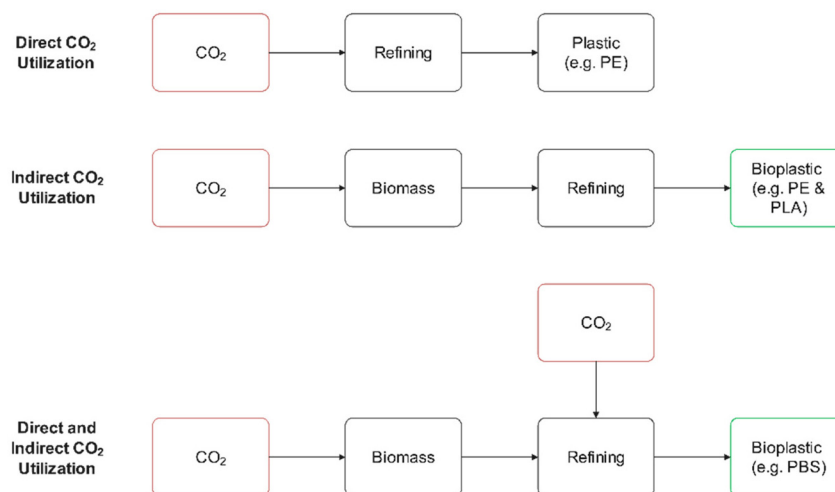 Direct CO₂
Utilization
CO₂
Refining
Plastic
(e.g. PE)
Indirect CO₂
Utilization
CO₂
Biomass
Refining
Bioplastic
(e.g. PE &
PLA)
CO₂
Direct and
Indirect CO₂
Utilization
CO₂
Biomass
Refining
Bioplastic
(e.g. PBS)